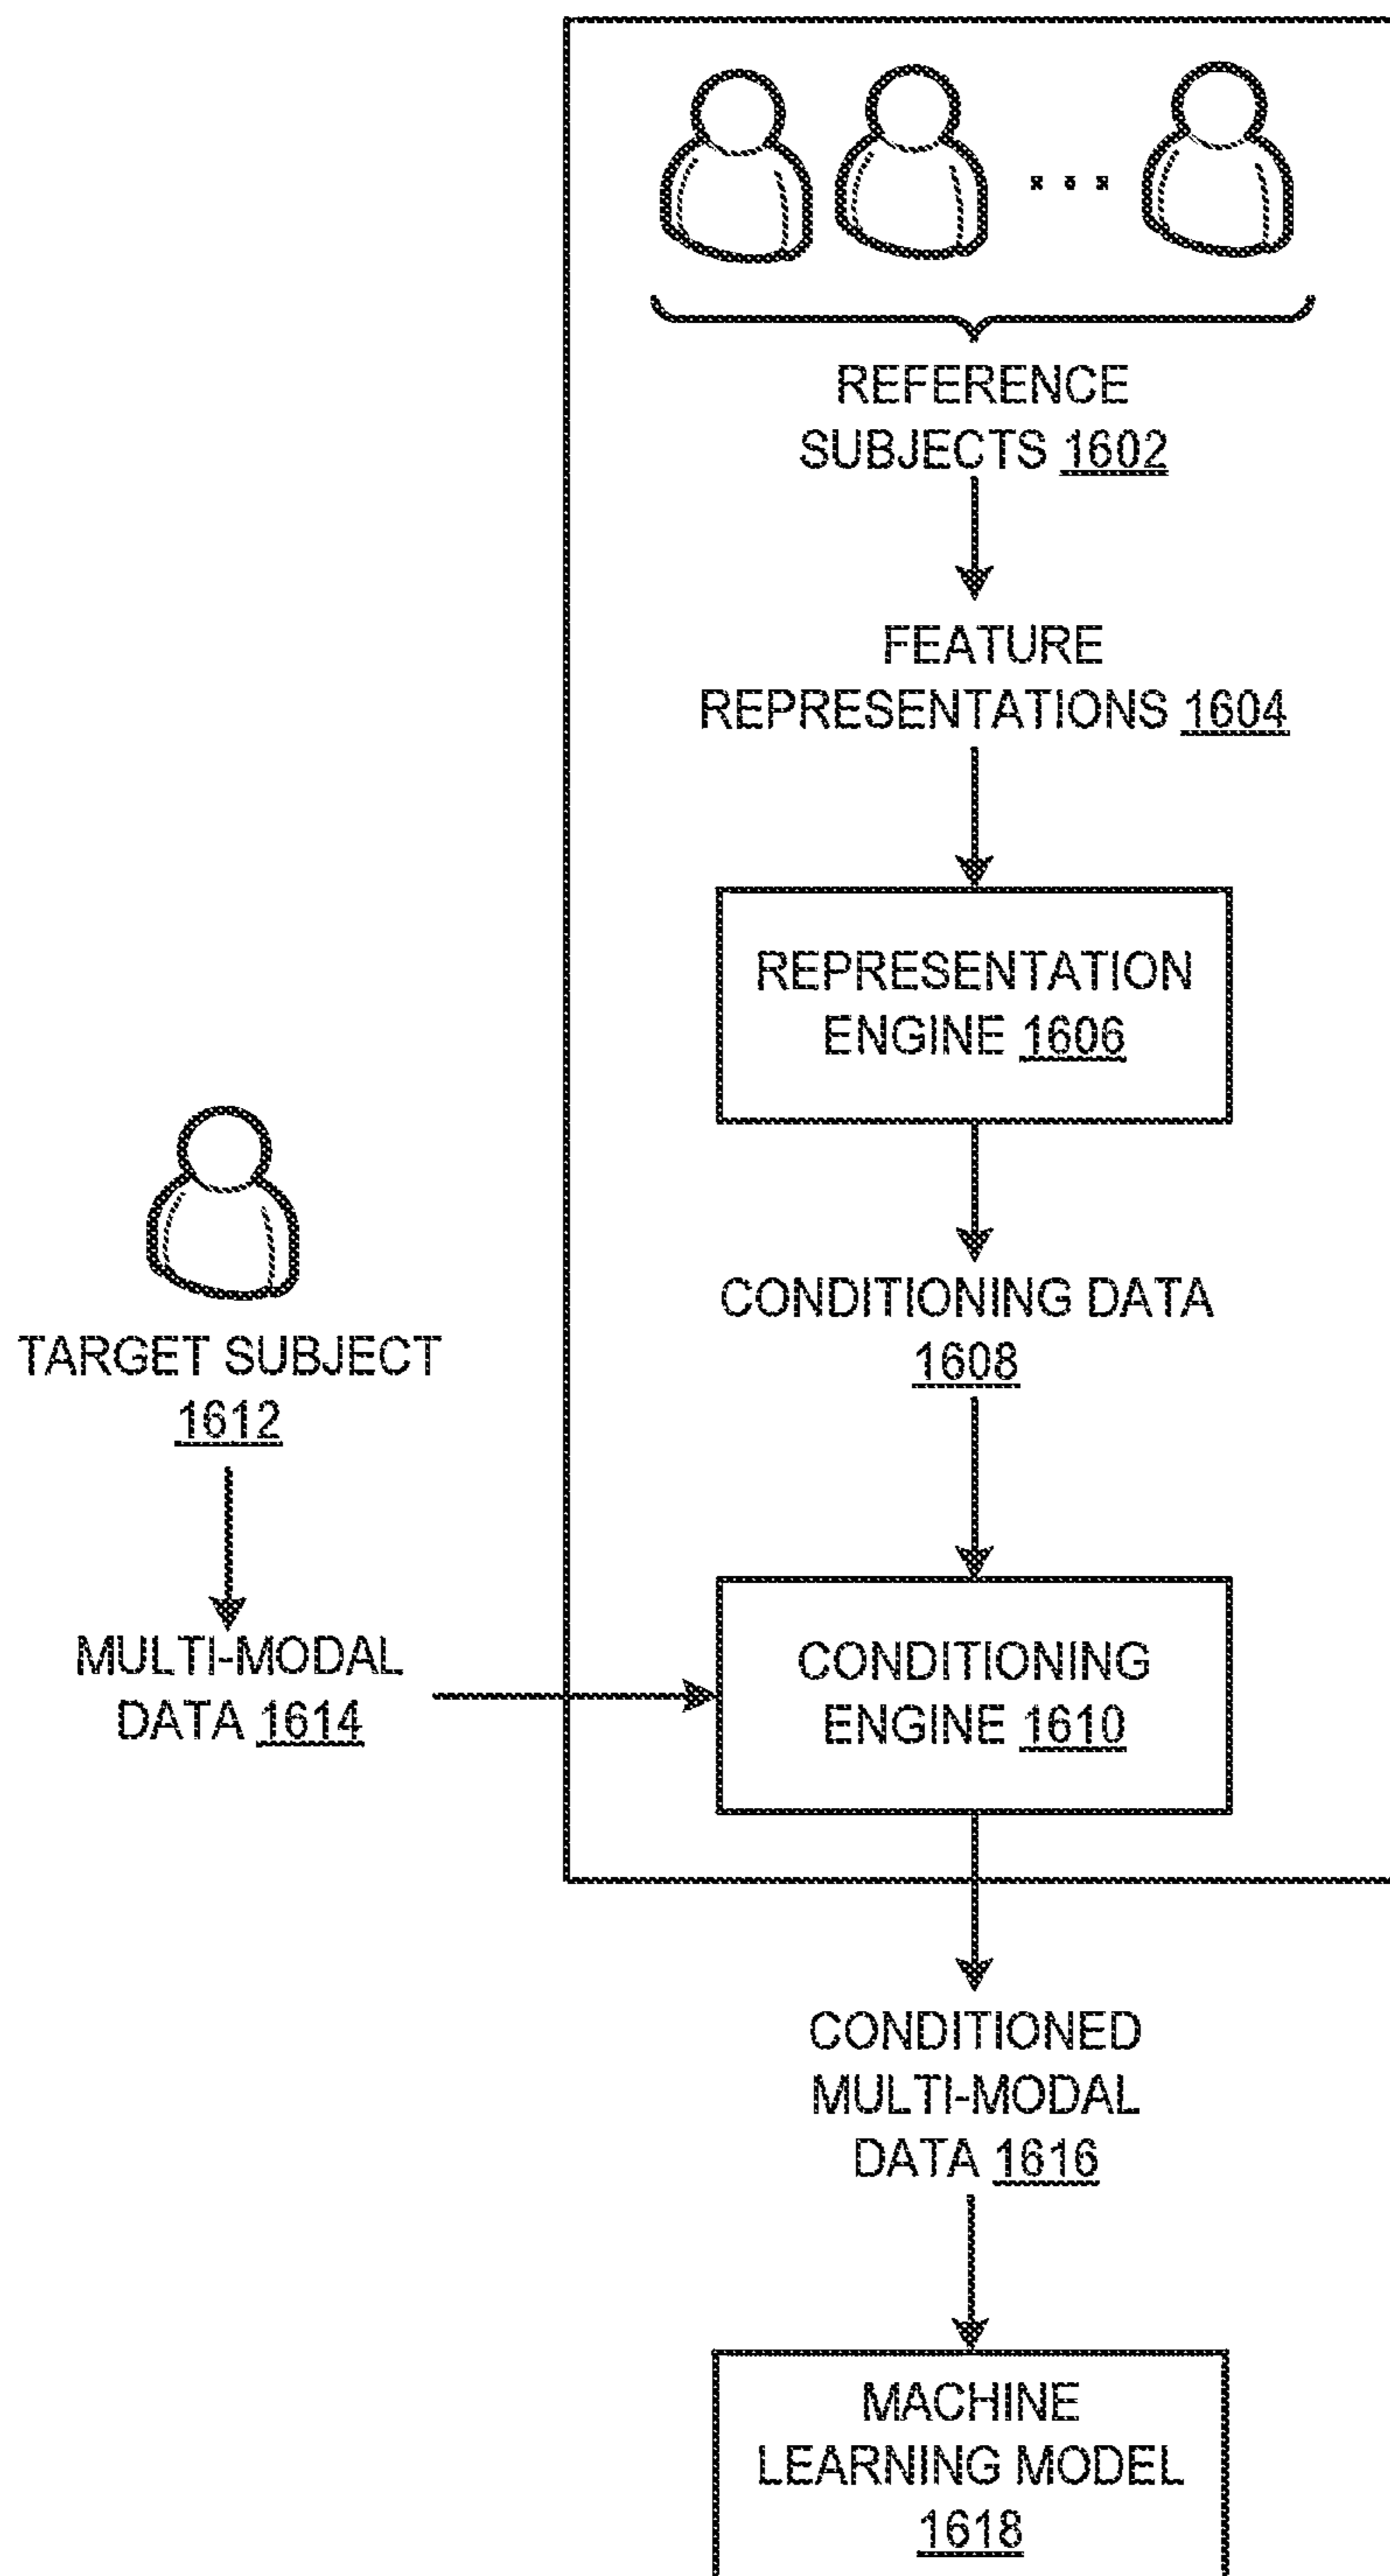 REFERENCE
SUBJECTS 1602
FEATURE
REPRESENTATIONS 1604
REPRESENTATION
ENGINE 1606
CONDITIONING DATA
1608
TARGET SUBJECT
1612
MULTI-MODAL
DATA 1614
CONDITIONING
ENGINE 1610
CONDITIONED
MULTI-MODAL
DATA 1616
MACHINE
LEARNING MODEL
1618